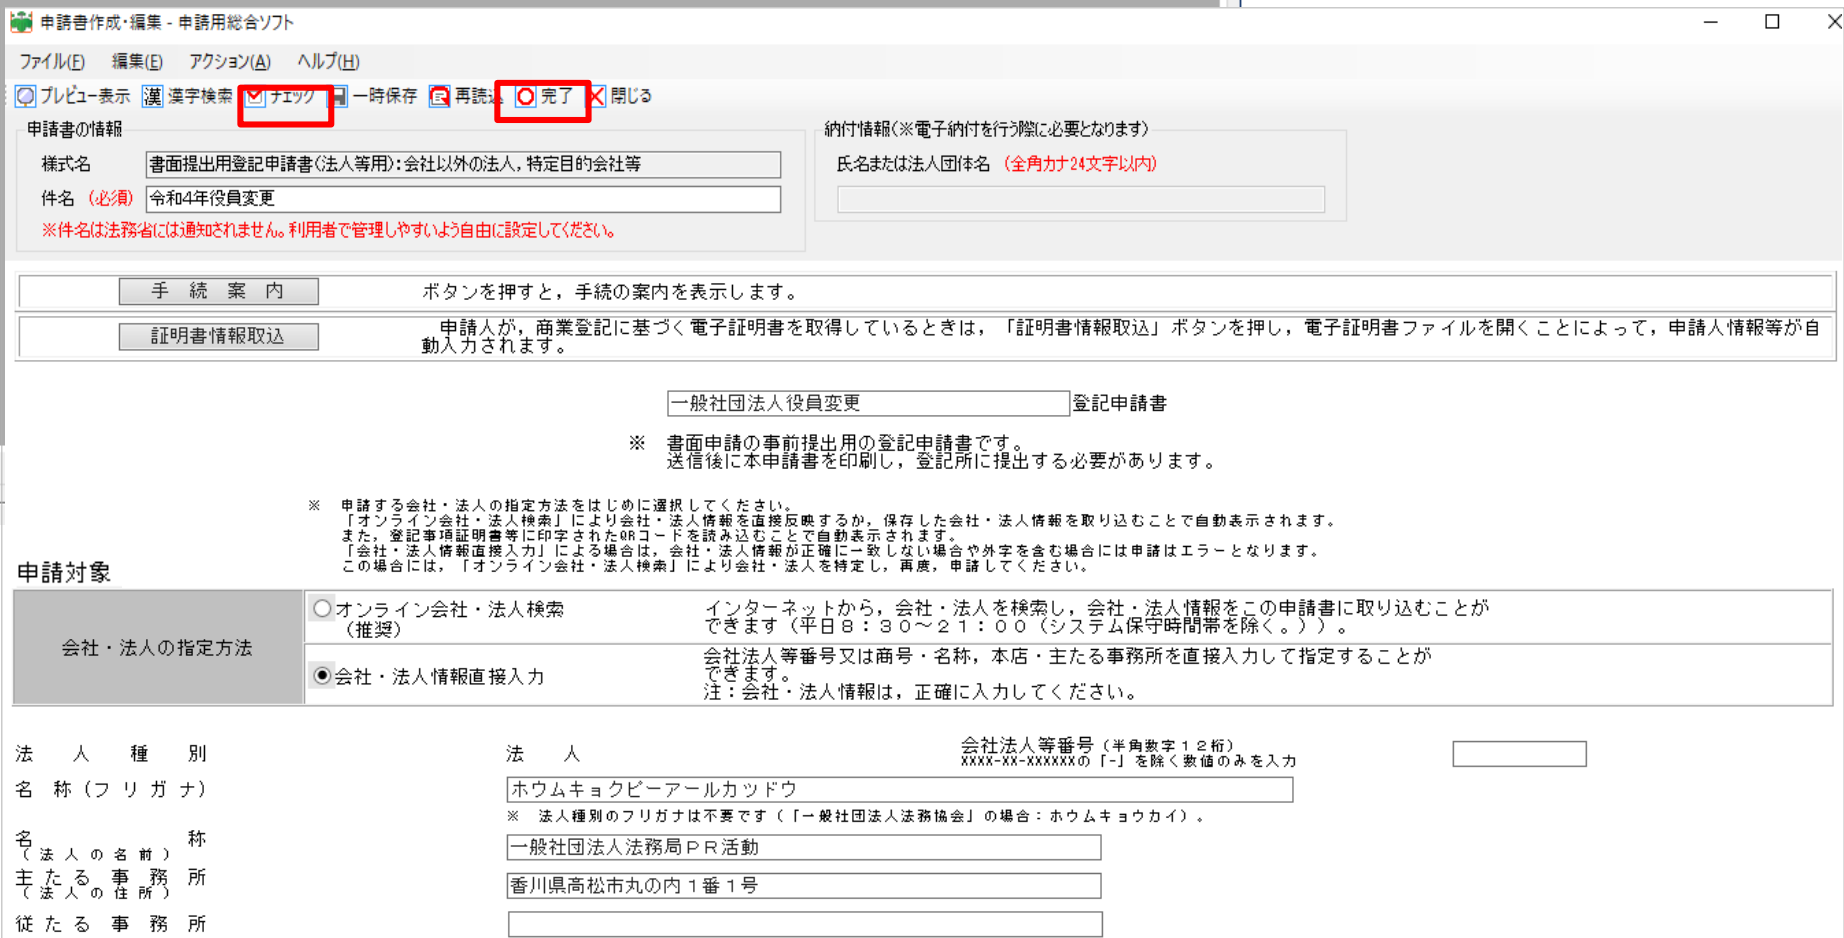 申請書作成・編集 - 申請用総合ソフト
ファイル(F) 編集(E) アクション(A) ヘルプ(H)
プレビュー表示 漢 漢字検索 チェック 一時保存 再読込 完了 閉じる
申請書の情報
様式名 書面提出用登記申請書(法人等用):会社以外の法人,特定目的会社等
件名 (必須) 令和4年役員変更
※件名は法務省には通知されません。利用者で管理しやすいよう自由に設定してください。
納付情報(※電子納付を行う際に必要となります)
氏名または法人団体名 (全角カナ24文字以内)
手 続 案 内 ボタンを押すと，手続の案内を表示します。
証明書情報取込 申請人が，商業登記に基づく電子証明書を取得しているときは，「証明書情報取込」ボタンを押し，電子証明書ファイルを開くことによって，申請人情報等が自
動入力されます。
一般社団法人役員変更 登記申請書
※ 書面申請の事前提出用の登記申請書です。
送信後に本申請書を印刷し，登記所に提出する必要があります。
※ 申請する会社・法人の指定方法をはじめに選択してください。
「オンライン会社・法人検索」により会社・法人情報を直接反映するか，保存した会社・法人情報を取り込むことで自動表示されます。
また，登記事項証明書等に印字されたQRコードを読み込むことで自動表示されます。
「会社・法人情報直接入力」による場合は，会社・法人情報が正確に一致しない場合や外字を含む場合には申請はエラーとなります。
この場合には，「オンライン会社・法人検索」により会社・法人を特定し，再度，申請してください。
申請対象
会社・法人の指定方法
オンライン会社・法人検索
（推奨）
インターネットから，会社・法人を検索し，会社・法人情報をこの申請書に取り込むことが
できます（平日８：３０～２１：００（システム保守時間帯を除く。））。
会社・法人情報直接入力
会社法人等番号又は商号・名称，本店・主たる事務所を直接入力して指定することが
できます。
注：会社・法人情報は，正確に入力してください。
法 人 種 別 法 人 会社法人等番号（半角数字１２桁）
XXXX-XX-XXXXXXの「-」を除く数値のみを入力
名 称（フ リ ガ ナ） ホウムキョクピーアールカツドウ
※ 法人種別のフリガナは不要です（「一般社団法人法務協会」の場合：ホウムキョウカイ）。
名 称 一般社団法人法務局ＰＲ活動
（法人の名前）
主たる事務所 香川県高松市丸の内１番１号
（法人の住所）
従たる事務所